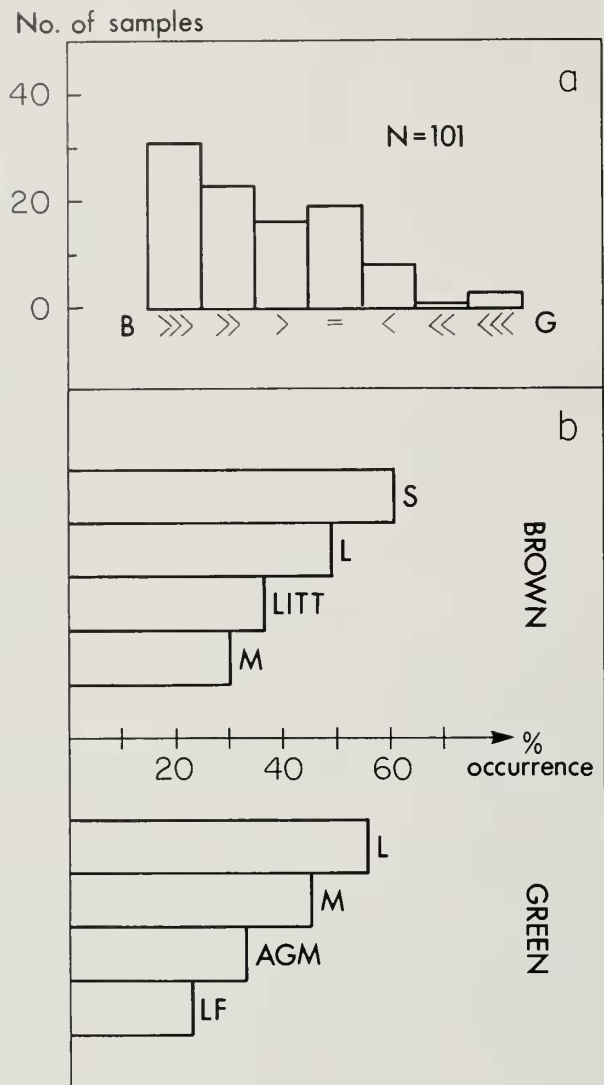 No. of samples
a
40
N=101
20
0
B >>> >> > = < << <<< G
b
S
L
LITT
M
BROWN
20 40 60 % occurrence
L
M
AGM
LF
GREEN